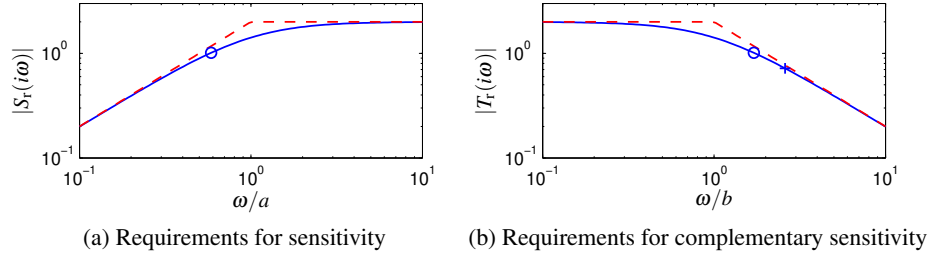 |S_r(iω)|
10^0
10^-1
10^-1 10^0 10^1
ω/a
(a) Requirements for sensitivity
|T_r(iω)|
10^0
10^-1
10^-1 10^0 10^1
ω/b
(b) Requirements for complementary sensitivity